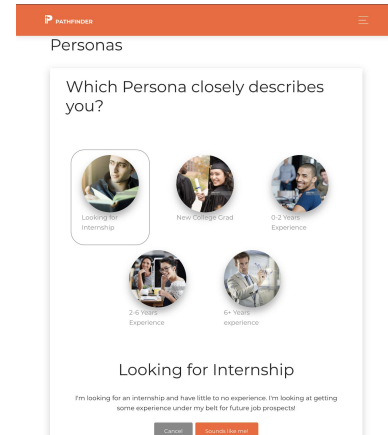 PATHFINDER
Personas
Which Persona closely describes
you?
Looking for
Internship
New College Grad
0-2 Years
Experience
2-6 Years
Experience
6+ Years
experience
Looking for Internship
I'm looking for an internship and have little to no experience. I'm looking at getting
some experience under my belt for future job prospects!
Cancel
Sounds like me!